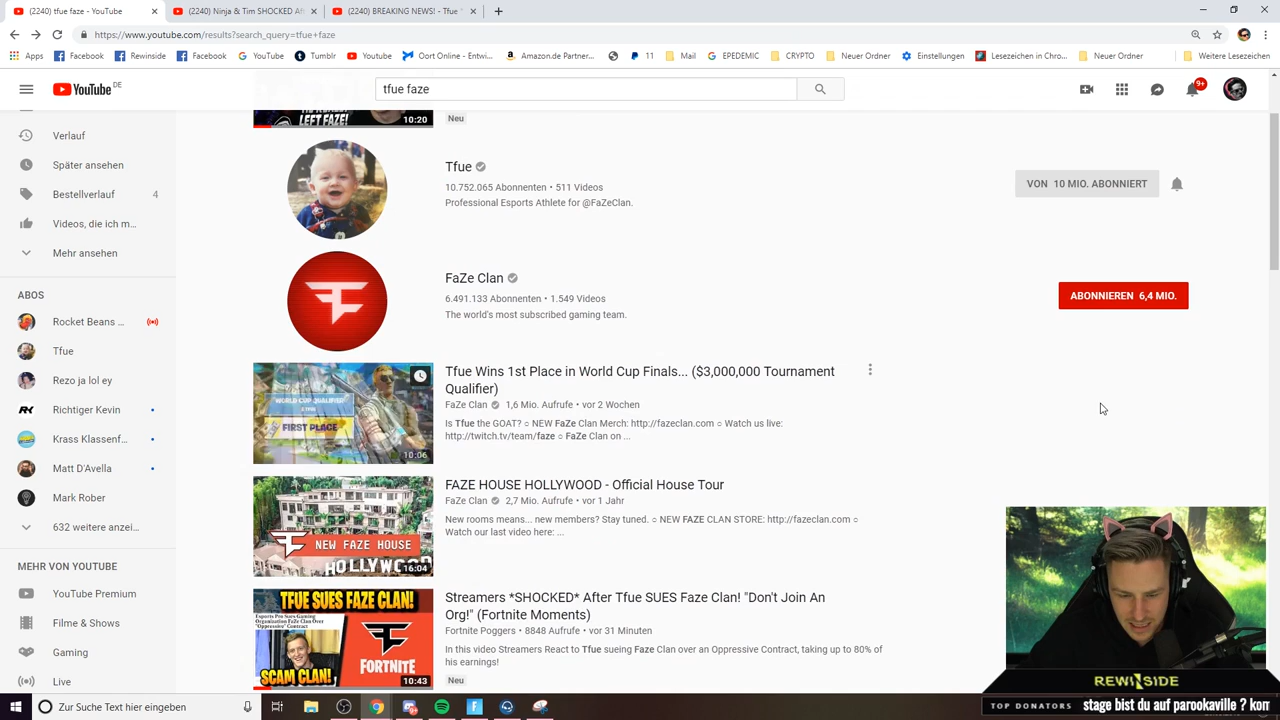 (2240) tfue faze - YouTube
(2240) Ninja & Tim SHOCKED Af
(2240) BREAKING NEWS! - Tfue "
https://www.youtube.com/results?search_query=tfue+faze
Apps
Facebook
Rewinside
Facebook
YouTube
Tumblr
Youtube
Oort Online - Entwi...
Amazon.de Partner...
11
Mail
EPEDEMIC
CRYPTO
Neuer Ordner
Einstellungen
Lesezeichen in Chro...
Neuer Ordner
Weitere Lesezeichen
YouTube DE
tfue faze
9+
LEFT FAZE!
10:20
Neu
Verlauf
Später ansehen
Bestellverlauf 4
Videos, die ich m...
Mehr ansehen
ABOS
Rocket Beans ...
Tfue
Rezo ja lol ey
RK Richtiger Kevin
Krass Klassenf...
Matt D'Avella
Mark Rober
632 weitere anzei...
MEHR VON YOUTUBE
YouTube Premium
Filme & Shows
Gaming
Live
Tfue
10.752.065 Abonnenten • 511 Videos
Professional Esports Athlete for @FaZeClan.
VON 10 MIO. ABONNIERT
FaZe Clan
6.491.133 Abonnenten • 1.549 Videos
The world's most subscribed gaming team.
ABONNIEREN 6,4 MIO.
WORLD CUP QUALIFIER
FIRST PLACE
10:06
Tfue Wins 1st Place in World Cup Finals... ($3,000,000 Tournament
Qualifier)
FaZe Clan 1,6 Mio. Aufrufe • vor 2 Wochen
Is Tfue the GOAT? ○ NEW FaZe Clan Merch: http://fazeclan.com ○ Watch us live:
http://twitch.tv/team/faze ○ FaZe Clan on ...
NEW FAZE HOUSE
HOLLYWOOD
16:04
FAZE HOUSE HOLLYWOOD - Official House Tour
FaZe Clan 2,7 Mio. Aufrufe • vor 1 Jahr
New rooms means... new members? Stay tuned. ○ NEW FAZE CLAN STORE: http://fazeclan.com ○
Watch our last video here: ...
TFUE SUES FAZE CLAN!
Esports Pro Sues Gaming
Organization FaZe Clan Over
"Oppressive" Contract
FORTNITE
SCAM CLAN!
10:43
Streamers *SHOCKED* After Tfue SUES Faze Clan! "Don't Join An
Org!" (Fortnite Moments)
Fortnite Poggers • 8848 Aufrufe • vor 31 Minuten
In this video Streamers React to Tfue sueing Faze Clan over an Oppressive Contract, taking up to 80% of
his earnings!
Neu
REWINSIDE
TOP DONATORS
stage bist du auf parookaville ? kom
Zur Suche Text hier eingeben